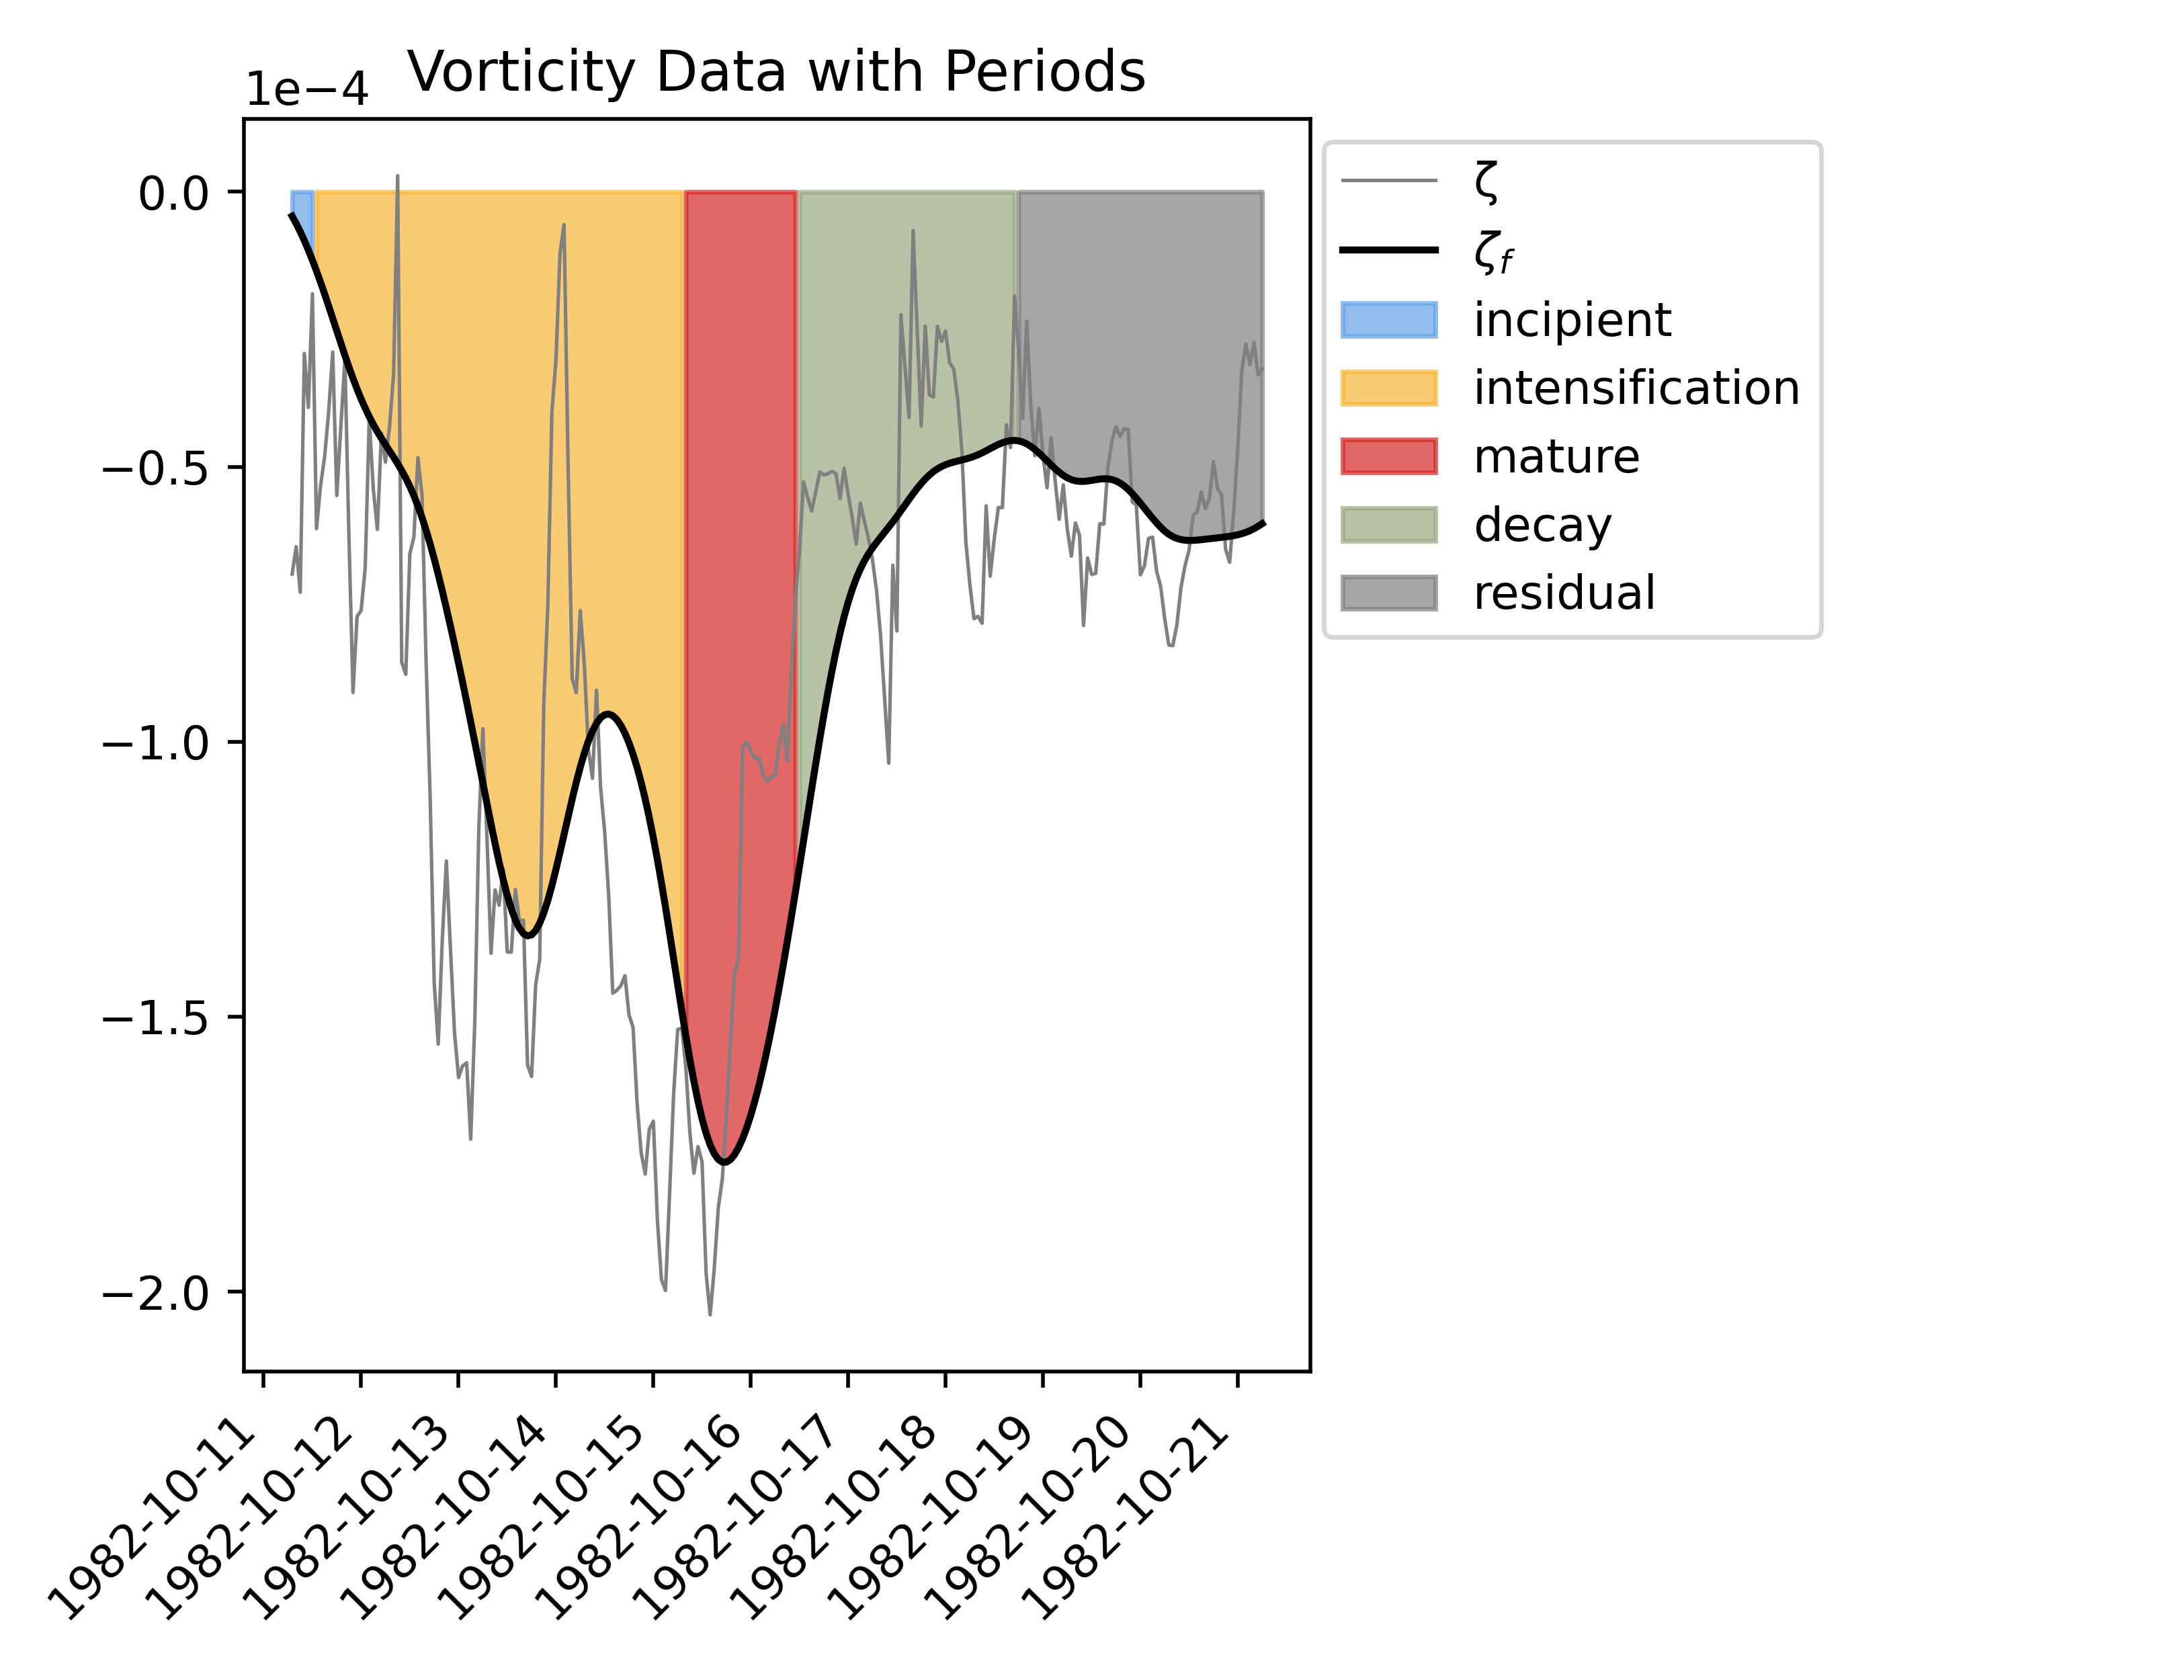 Vorticity Data with Periods
1e−4
0.0
−0.5
−1.0
−1.5
−2.0
1982-10-11
1982-10-12
1982-10-13
1982-10-14
1982-10-15
1982-10-16
1982-10-17
1982-10-18
1982-10-19
1982-10-20
1982-10-21
ζ
ζf
incipient
intensification
mature
decay
residual